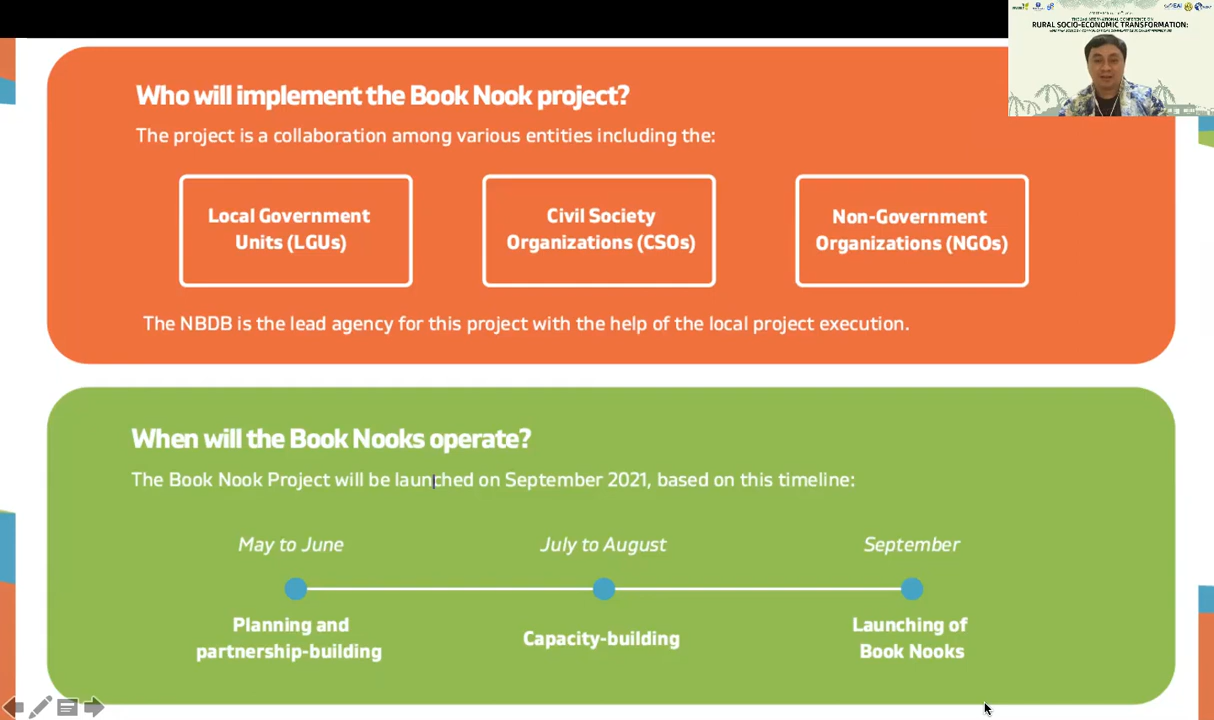 RURAL SOCIO-ECONOMIC TRANSFORMATION:
Who will implement the Book Nook project?
The project is a collaboration among various entities including the:
Local Government
Units (LGUs)
Civil Society
Organizations (CSOs)
Non-Government
Organizations (NGOs)
The NBDB is the lead agency for this project with the help of the local project execution.
When will the Book Nooks operate?
The Book Nook Project will be launched on September 2021, based on this timeline:
May to June
July to August
September
Planning and
partnership-building
Capacity-building
Launching of
Book Nooks